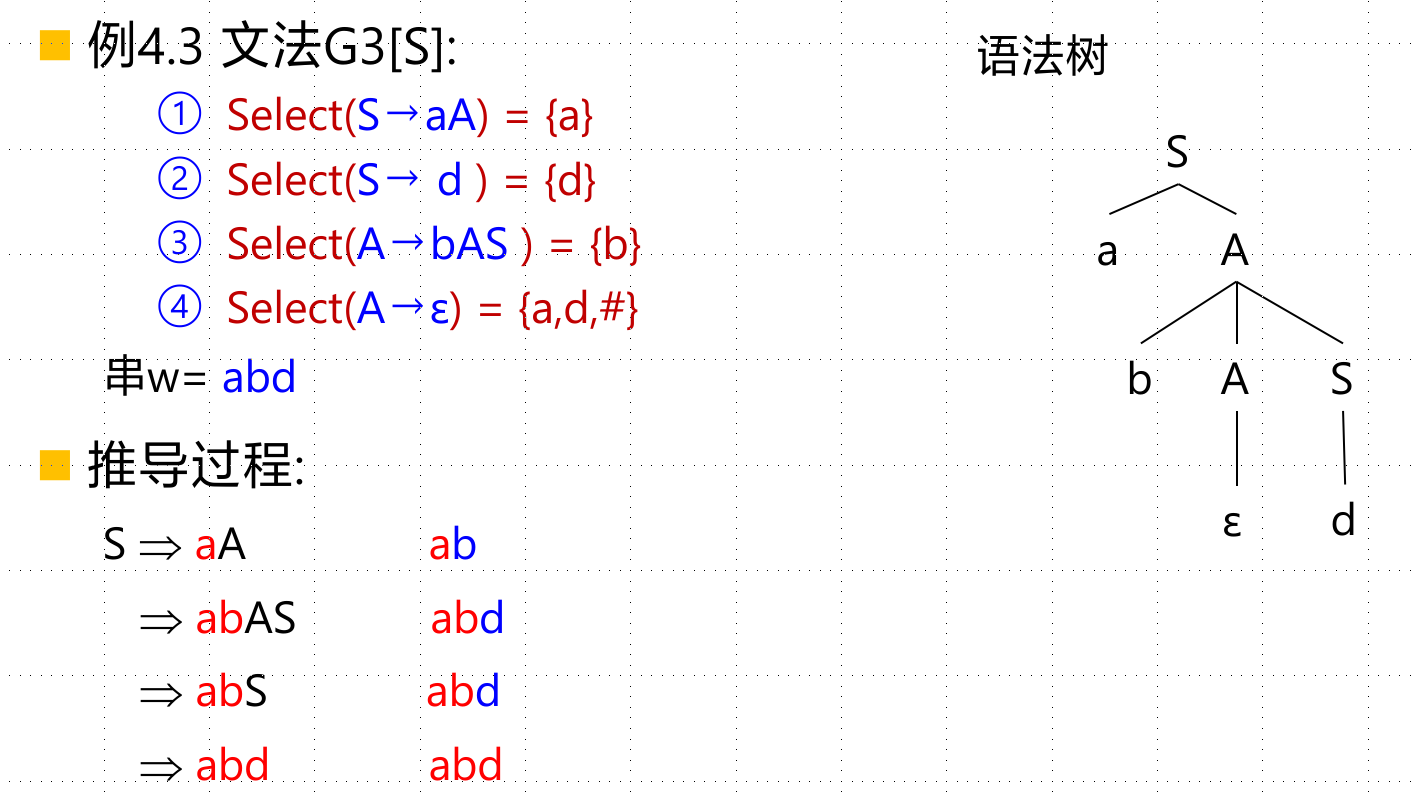 例4.3 文法G3[S]:
① Select(S→aA) = {a}
② Select(S→ d ) = {d}
③ Select(A→bAS ) = {b}
④ Select(A→ε) = {a,d,#}
串w= abd
推导过程:
S ⇒ aA ab
⇒ abAS abd
⇒ abS abd
⇒ abd abd
语法树
S
a A
b A S
ε d